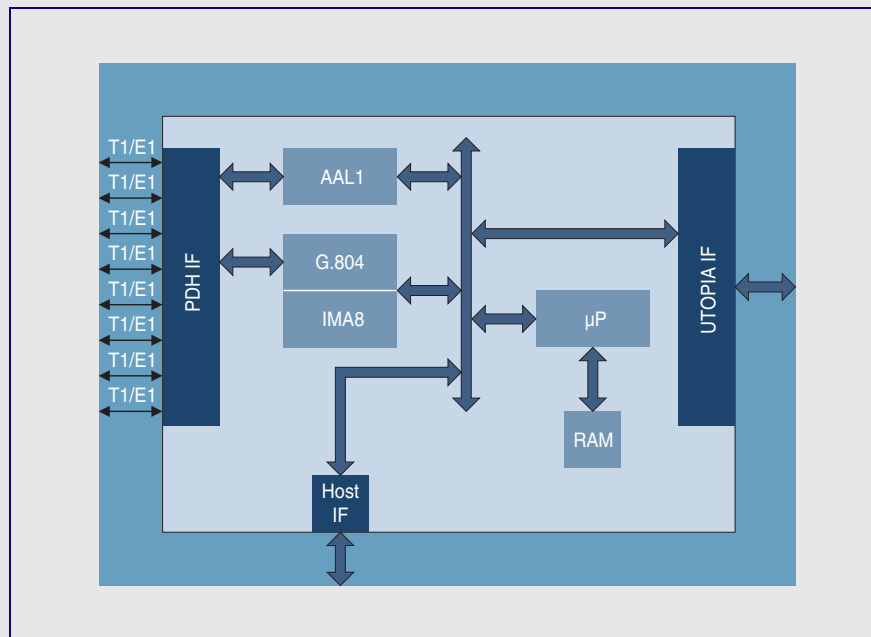 T1/E1
T1/E1
T1/E1
T1/E1
T1/E1
T1/E1
T1/E1
T1/E1
PDH IF
AAL1
G.804
IMA8
µP
RAM
UTOPIA IF
Host
IF